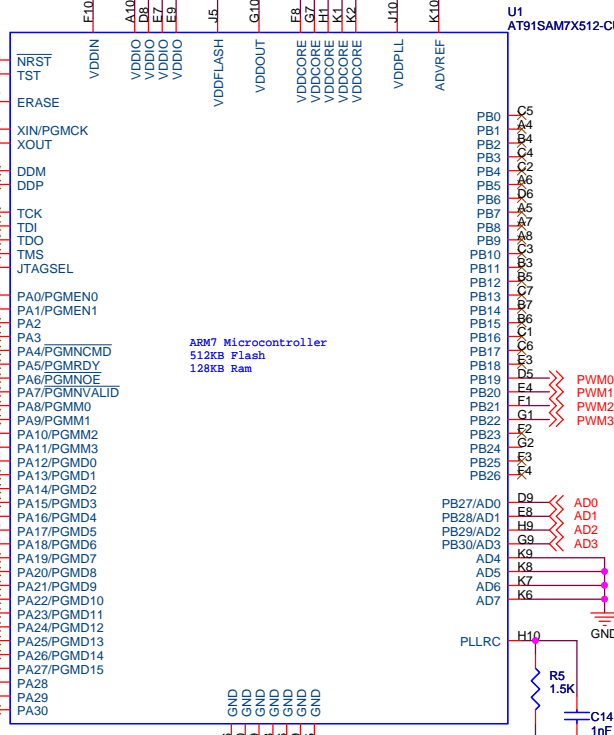 U1
AT91SAM7X512-CU
F10 A10 D8 E7 E9 J5 G10 F8 G7 H1 K1 K2 J10 K10
VDDIN VDDIO VDDIO VDDIO VDDIO VDDFLASH VDDOUT VDDCORE VDDCORE VDDCORE VDDCORE VDDCORE VDDPLL ADVREF
NRST
TST
ERASE
XIN/PGMCK
XOUT
DDM
DDP
TCK
TDI
TDO
TMS
JTAGSEL
PA0/PGMEN0
PA1/PGMEN1
PA2
PA3
PA4/PGMNCMD
PA5/PGMRDY
PA6/PGMNOE
PA7/PGMNVALID
PA8/PGMM0
PA9/PGMM1
PA10/PGMM2
PA11/PGMM3
PA12/PGMD0
PA13/PGMD1
PA14/PGMD2
PA15/PGMD3
PA16/PGMD4
PA17/PGMD5
PA18/PGMD6
PA19/PGMD7
PA20/PGMD8
PA21/PGMD9
PA22/PGMD10
PA23/PGMD11
PA24/PGMD12
PA25/PGMD13
PA26/PGMD14
PA27/PGMD15
PA28
PA29
PA30
ARM7 Microcontroller
512KB Flash
128KB Ram
PB0 C5
PB1 A4
PB2 B4
PB3 C4
PB4 C2
PB5 A6
PB6 D6
PB7 A5
PB8 A7
PB9 A8
PB10 C3
PB11 B3
PB12 B5
PB13 C7
PB14 B7
PB15 B6
PB16 C1
PB17 C6
PB18 E3
PB19 D5 PWM0
PB20 E4 PWM1
PB21 F1 PWM2
PB22 G1 PWM3
PB23 F2
PB24 G2
PB25 F3
PB26 F4
PB27/AD0 D9 AD0
PB28/AD1 E8 AD1
PB29/AD2 H9 AD2
PB30/AD3 G9 AD3
AD4 K9
AD5 K8
AD6 K7
AD7 K6
GND
PLLRC H10
R5
1.5K
C14
1nF
GND GND GND GND GND GND GND